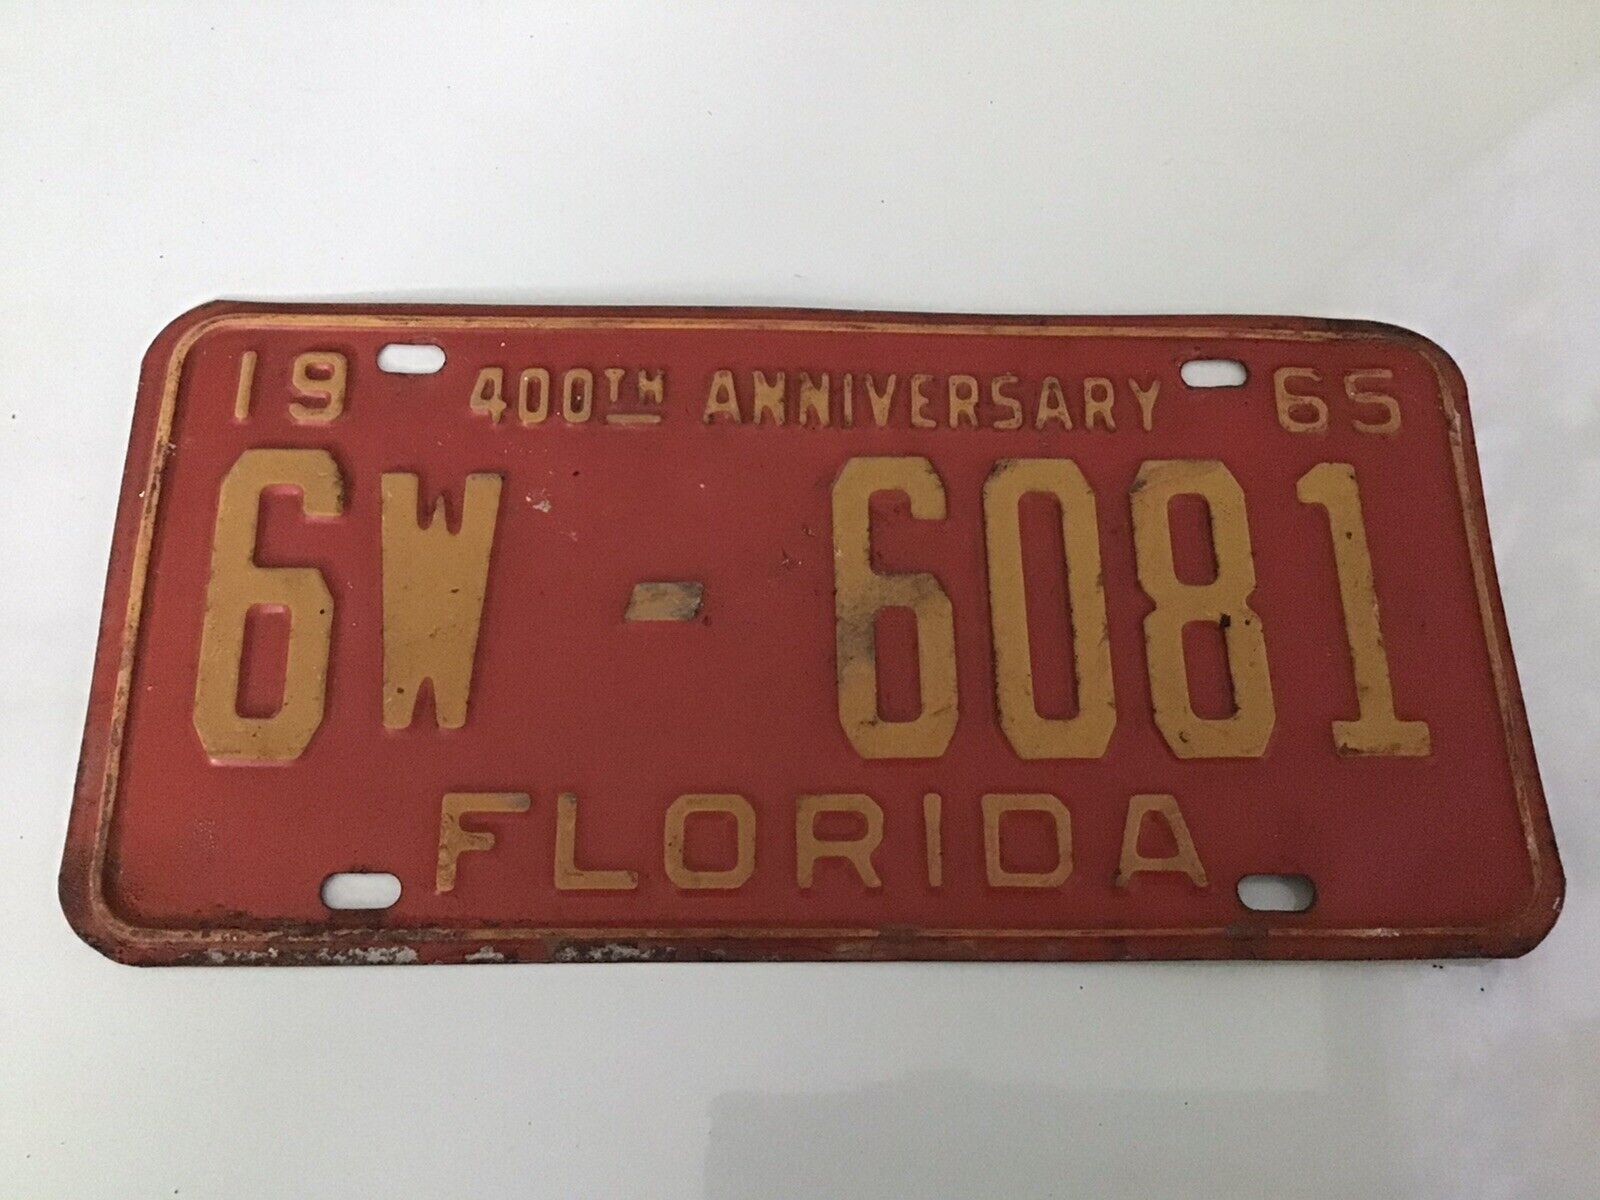 19 400TH ANNIVERSARY 65
6W - 6081
FLORIDA